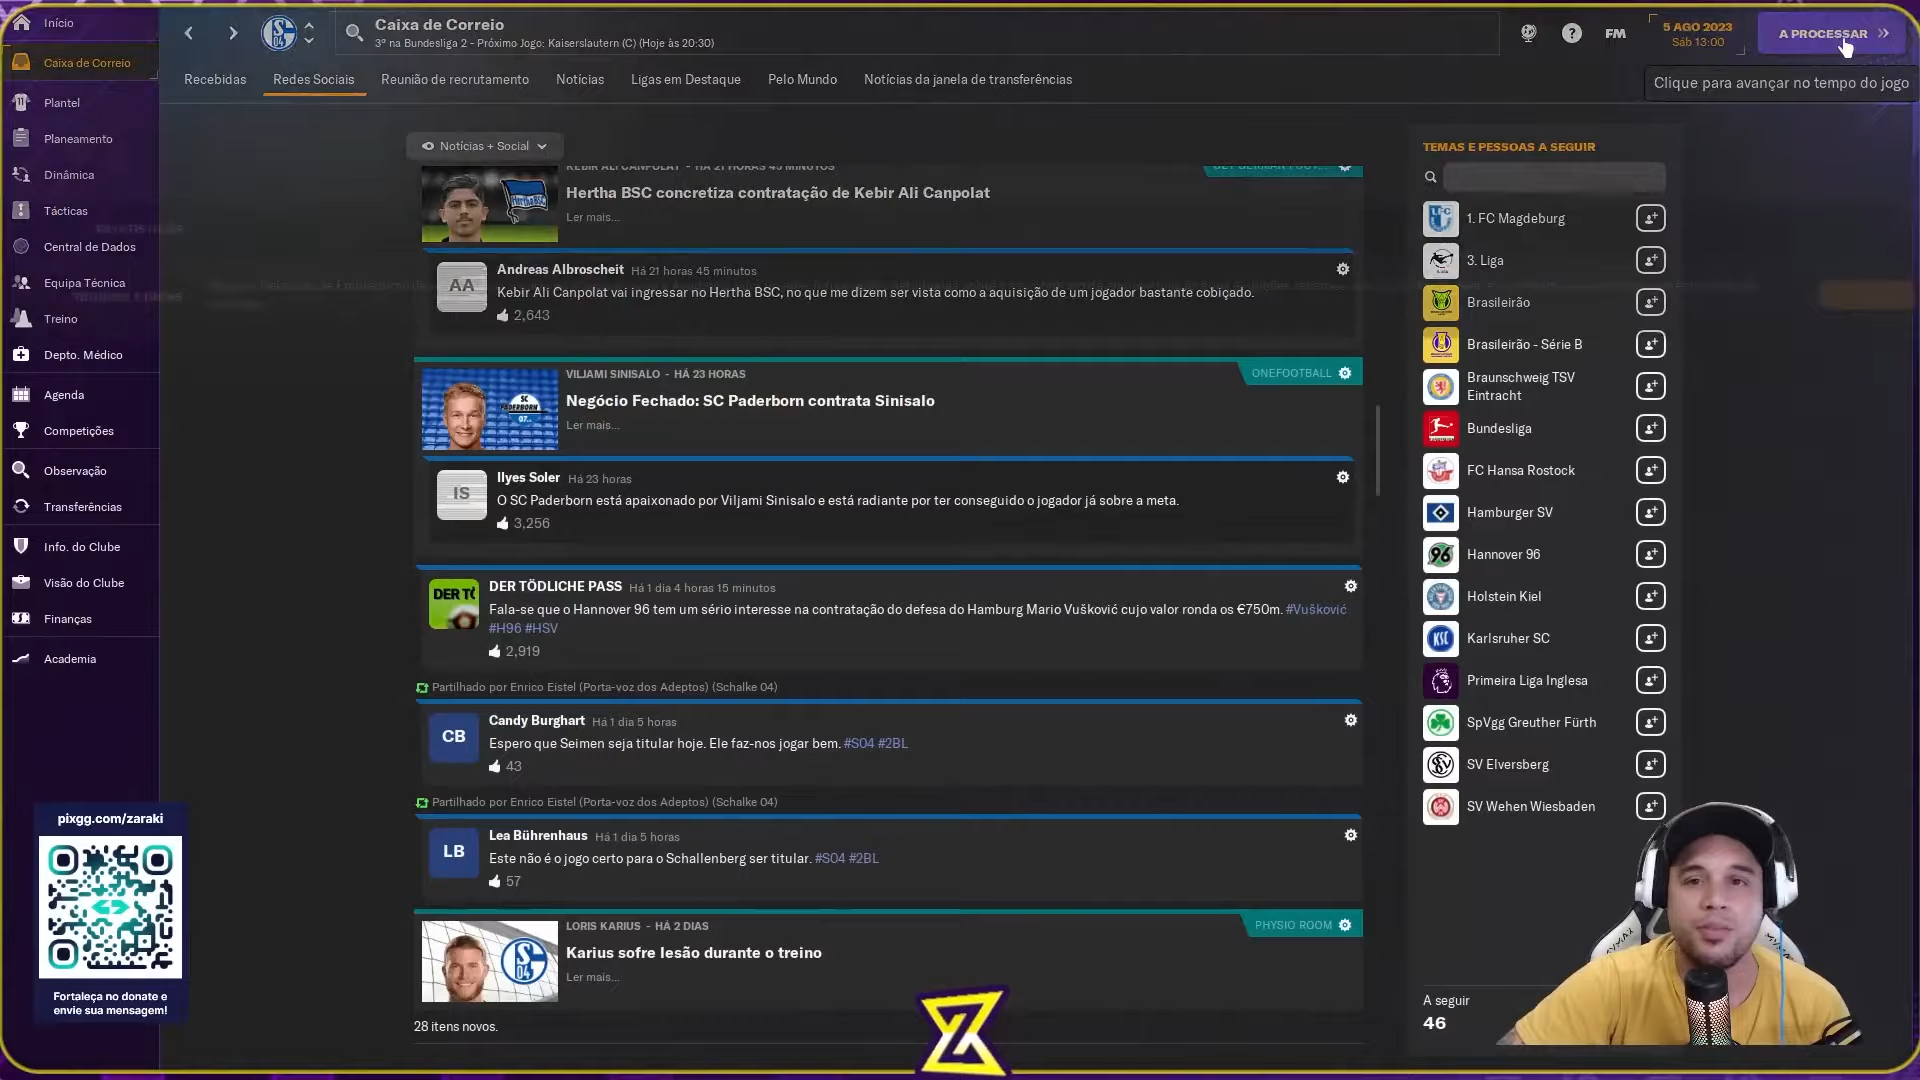 Início
Caixa de Correio
Plantel
Planeamento
Dinâmica
Tácticas
Central de Dados
Equipa Técnica
Treino
Depto. Médico
Agenda
Competições
Observação
Transferências
Info. do Clube
Visão do Clube
Finanças
Academia
pixgg.com/zaraki
Fortaleça no donate e
envie sua mensagem!
Caixa de Correio
3º na Bundesliga 2 - Próximo Jogo: Kaiserslautern (C) (Hoje às 20:30)
FM
5 AGO 2023
Sáb 13:00
A PROCESSAR
Clique para avançar no tempo do jogo
Recebidas
Redes Sociais
Reunião de recrutamento
Notícias
Ligas em Destaque
Pelo Mundo
Notícias da janela de transferências
Notícias + Social
KEBIR ALI CANPOLAT - HÁ 21 HORAS 45 MINUTOS
Hertha BSC concretiza contratação de Kebir Ali Canpolat
Ler mais...
AA
Andreas Albroscheit Há 21 horas 45 minutos
Kebir Ali Canpolat vai ingressar no Hertha BSC, no que me dizem ser vista como a aquisição de um jogador bastante cobiçado.
2,643
VILJAMI SINISALO - HÁ 23 HORAS
ONEFOOTBALL
Negócio Fechado: SC Paderborn contrata Sinisalo
Ler mais...
IS
Ilyes Soler Há 23 horas
O SC Paderborn está apaixonado por Viljami Sinisalo e está radiante por ter conseguido o jogador já sobre a meta.
3,256
DER TÖDLICHE PASS Há 1 dia 4 horas 15 minutos
Fala-se que o Hannover 96 tem um sério interesse na contratação do defesa do Hamburg Mario Vušković cujo valor ronda os €750m. #Vušković
#H96 #HSV
2,919
Partilhado por Enrico Eistel (Porta-voz dos Adeptos) (Schalke 04)
CB
Candy Burghart Há 1 dia 5 horas
Espero que Seimen seja titular hoje. Ele faz-nos jogar bem. #S04 #2BL
43
Partilhado por Enrico Eistel (Porta-voz dos Adeptos) (Schalke 04)
LB
Lea Bührenhaus Há 1 dia 5 horas
Este não é o jogo certo para o Schallenberg ser titular. #S04 #2BL
57
LORIS KARIUS - HÁ 2 DIAS
PHYSIO ROOM
Karius sofre lesão durante o treino
Ler mais...
28 itens novos.
TEMAS E PESSOAS A SEGUIR
1. FC Magdeburg
3. Liga
Brasileirão
Brasileirão - Série B
Braunschweig TSV
Eintracht
Bundesliga
FC Hansa Rostock
Hamburger SV
Hannover 96
Holstein Kiel
Karlsruher SC
Primeira Liga Inglesa
SpVgg Greuther Fürth
SV Elversberg
SV Wehen Wiesbaden
A seguir
46